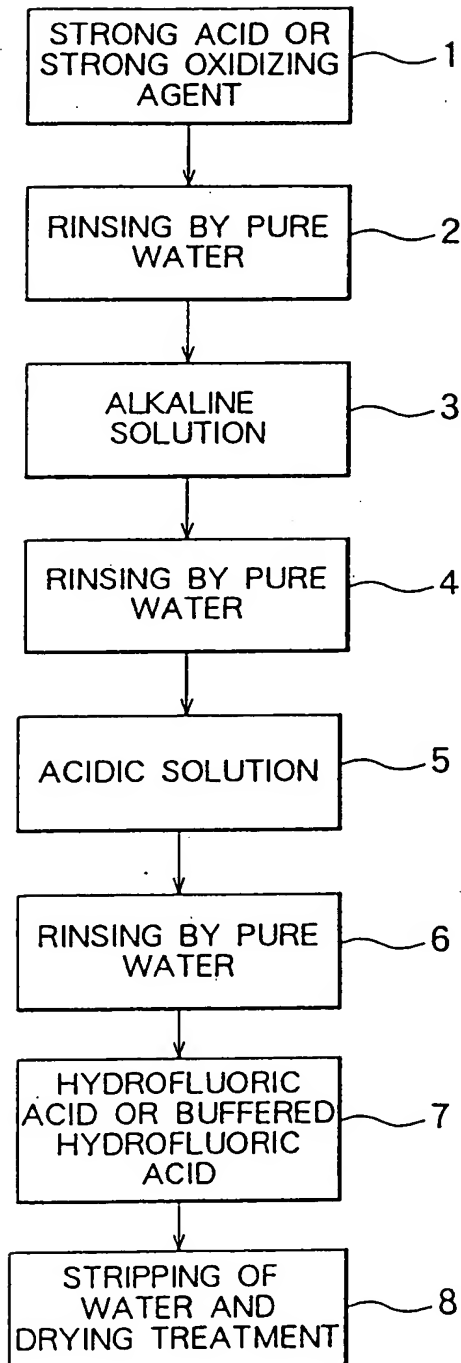 STRONG ACID OR
STRONG OXIDIZING
AGENT
1
RINSING BY PURE
WATER
2
ALKALINE
SOLUTION
3
RINSING BY PURE
WATER
4
ACIDIC SOLUTION
5
RINSING BY PURE
WATER
6
HYDROFLUORIC
ACID OR BUFFERED
HYDROFLUORIC
ACID
7
STRIPPING OF
WATER AND
DRYING TREATMENT
8